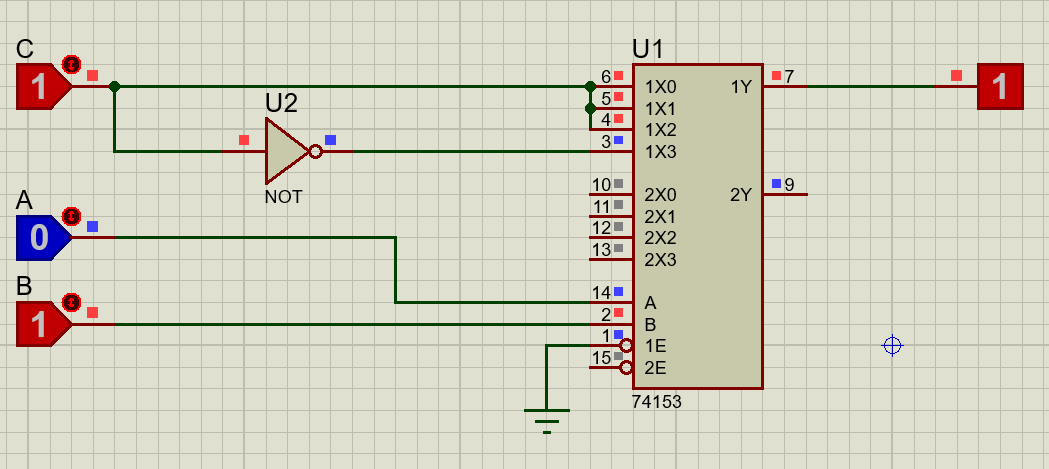 C
1
U2
NOT
A
0
B
1
U1
6 1X0 1Y 7
5 1X1
4 1X2
3 1X3
10 2X0 2Y 9
11 2X1
12 2X2
13 2X3
14 A
2 B
1 1E
15 2E
74153
1